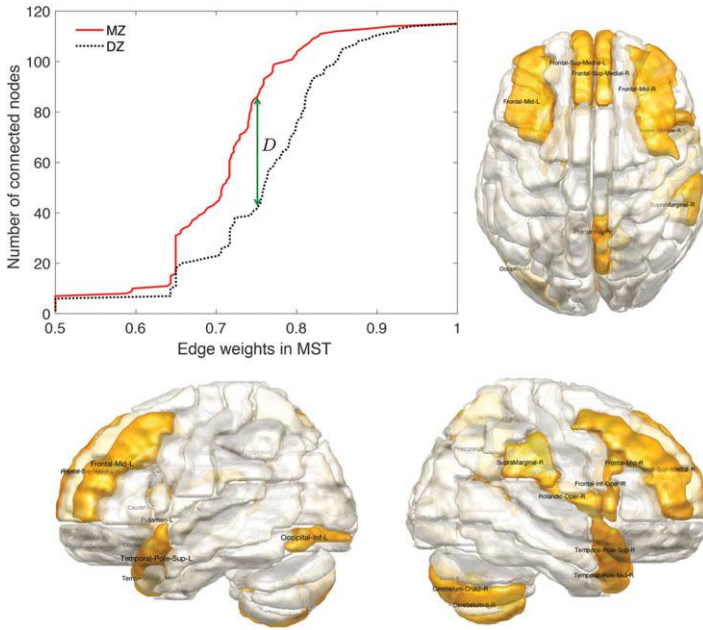 120
100
80
60
40
20
0
Number of connected nodes
MZ
DZ
D
0.5 0.6 0.7 0.8 0.9 1
Edge weights in MST
Frontal-Sup-Medial-L
Frontal-Sup-Medial-R
Frontal-Mid-R
Frontal-Mid-L
SupraMarginal-R
Precuneus-R
Frontal-Mid-L
Putamen-L
Occipital-Inf-L
Temporal-Pole-Sup-L
Precuneus
SupraMarginal-R
Frontal-Mid-R
Frontal-Inf-Oper-R
Rolandic-Oper-R
Temporal-Pole-Sup-R
Temporal-Pole-Mid-R
Cerebelum-Crus2-R